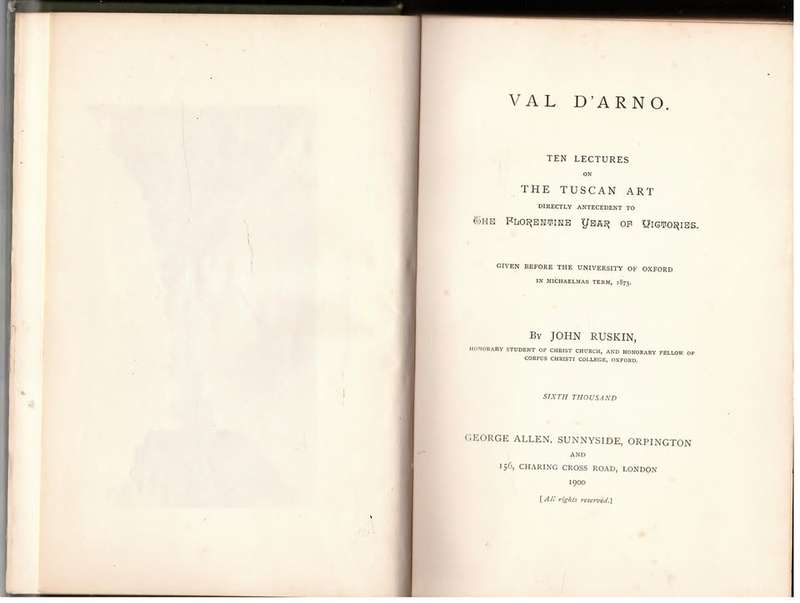 VAL D'ARNO.
TEN LECTURES
ON
THE TUSCAN ART
DIRECTLY ANTECEDENT TO
THE FLORENTINE YEAR OF VICTORIES.
GIVEN BEFORE THE UNIVERSITY OF OXFORD
IN MICHAELMAS TERM, 1873.
By JOHN RUSKIN,
HONORARY STUDENT OF CHRIST CHURCH, AND HONORARY FELLOW OF
CORPUS CHRISTI COLLEGE, OXFORD.
SIXTH THOUSAND
GEORGE ALLEN, SUNNYSIDE, ORPINGTON
AND
156, CHARING CROSS ROAD, LONDON
1900
[All rights reserved.]